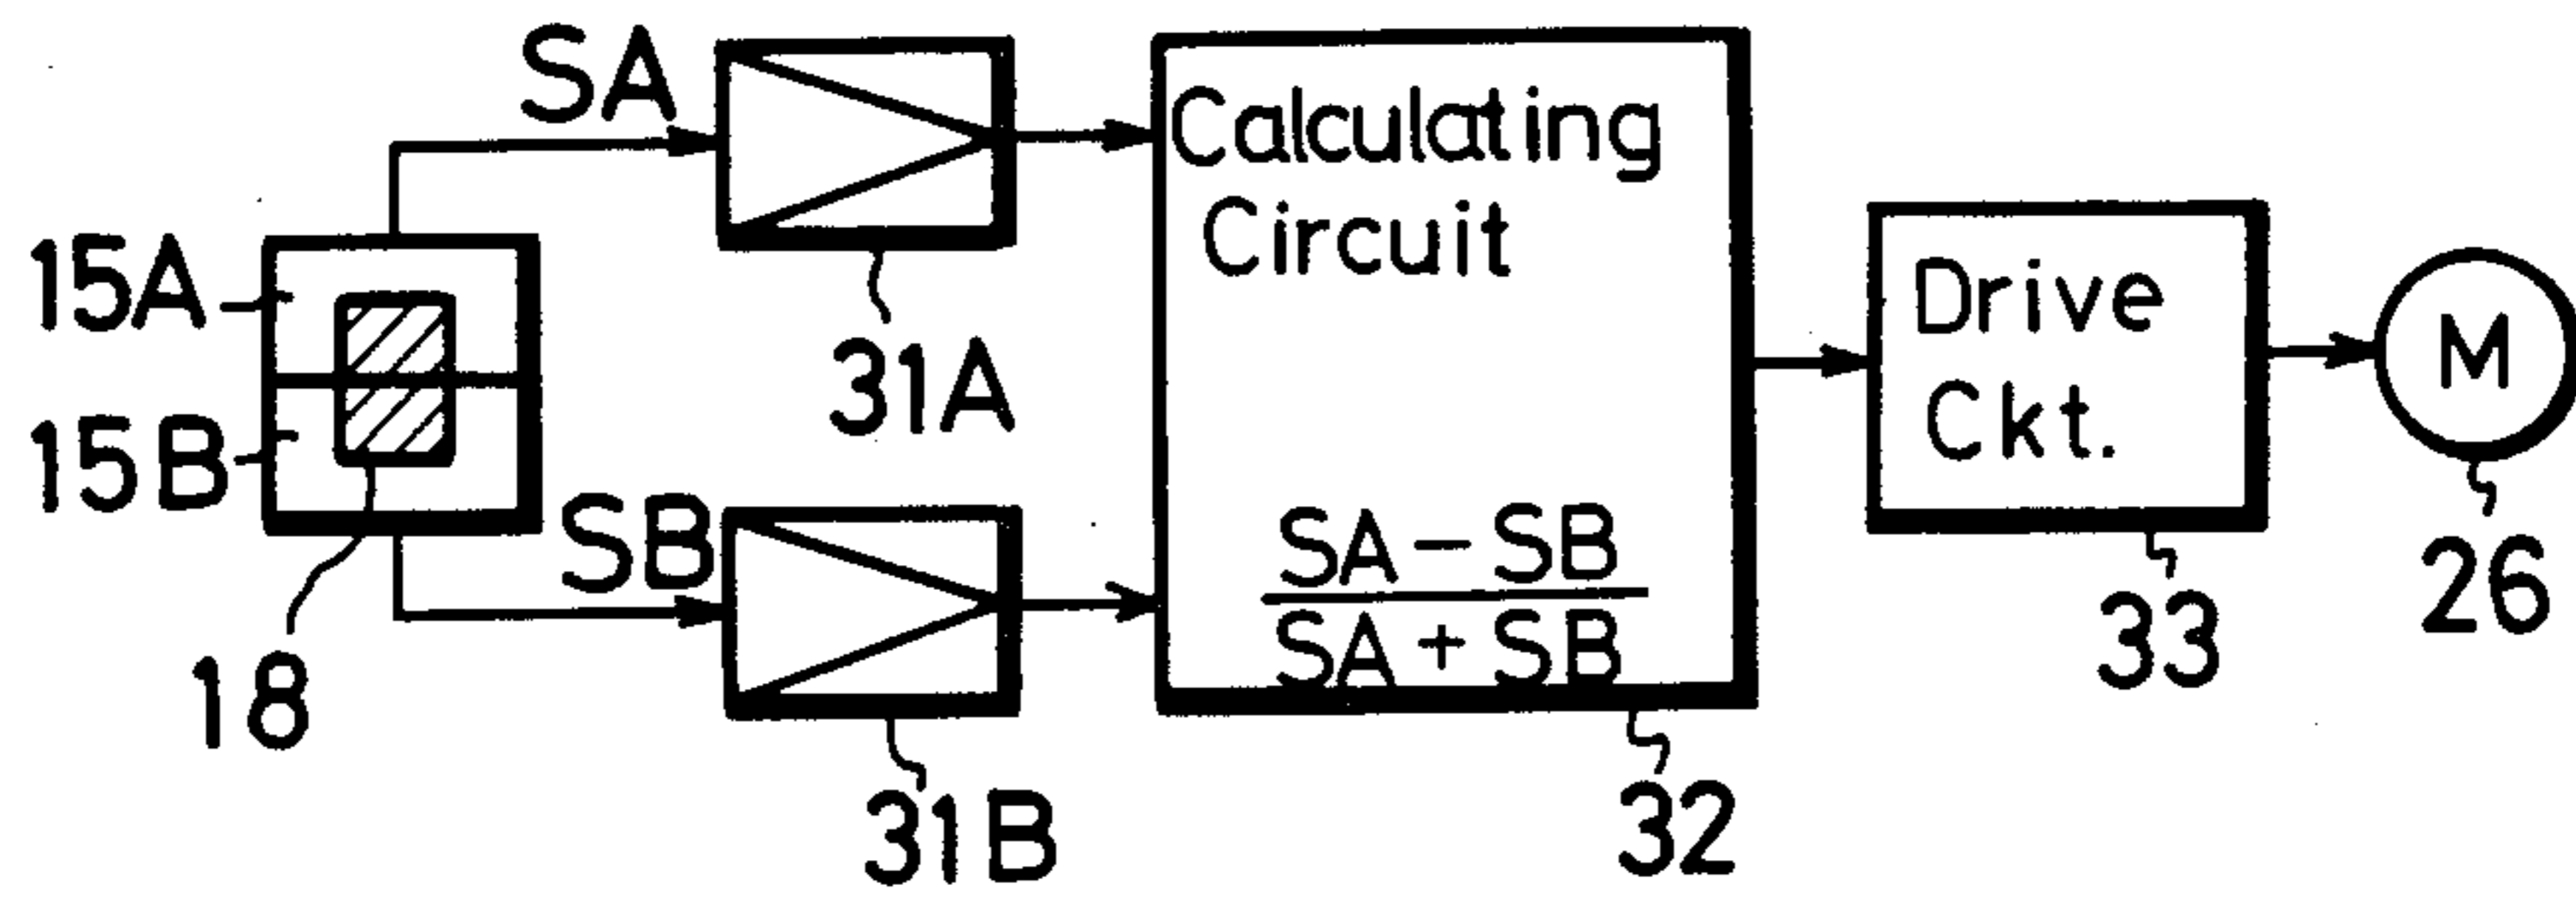 SA
15A
15B
18
SB
31A
31B
Calculating
Circuit
SA-SB
SA+SB
32
Drive
Ckt.
33
M
26